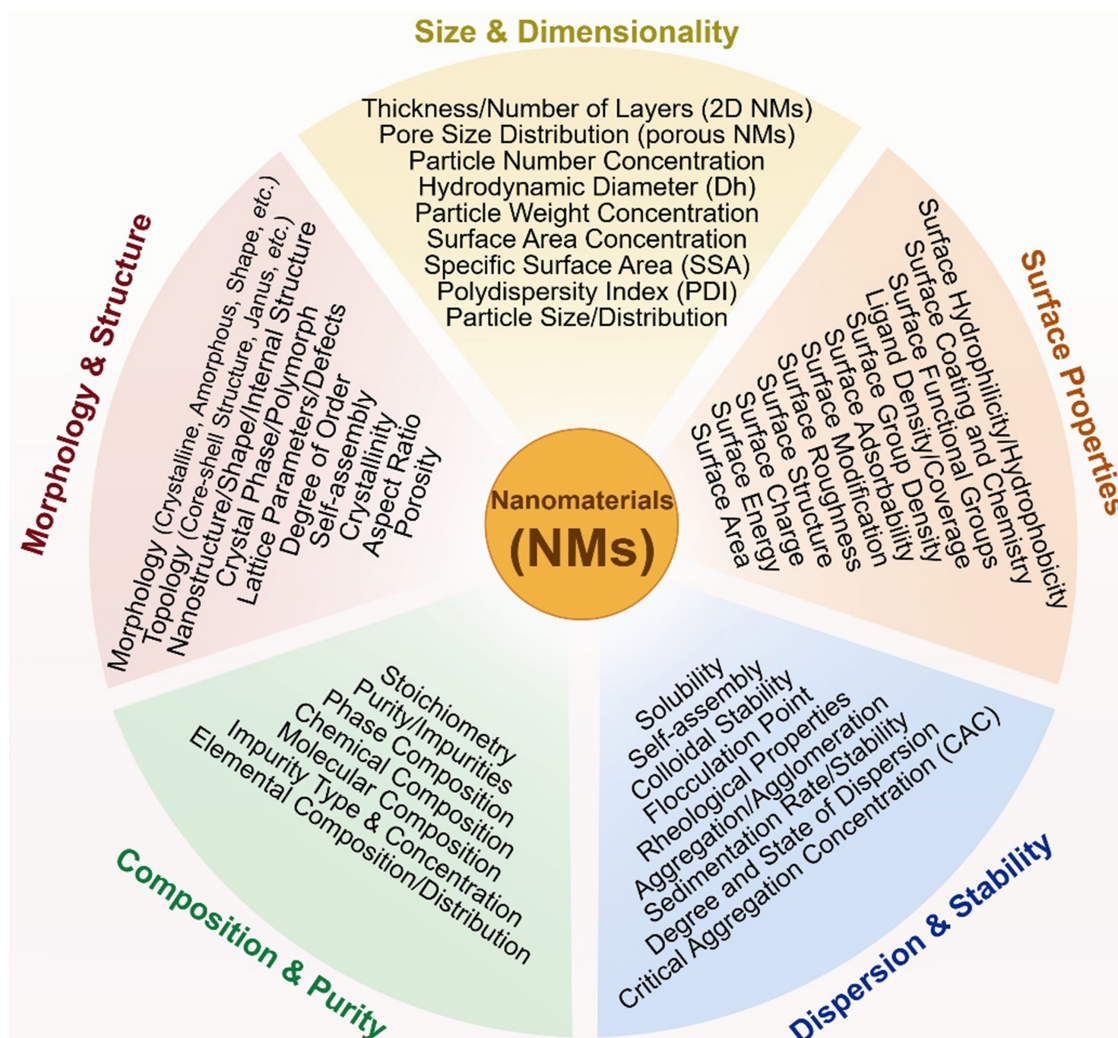 Size & Dimensionality
Thickness/Number of Layers (2D NMs)
Pore Size Distribution (porous NMs)
Particle Number Concentration
Hydrodynamic Diameter (Dh)
Particle Weight Concentration
Surface Area Concentration
Specific Surface Area (SSA)
Polydispersity Index (PDI)
Particle Size/Distribution
Surface Properties
Surface Hydrophilicity/Hydrophobicity
Surface Coating and Chemistry
Surface Functional Groups
Ligand Density/Coverage
Surface Group Density
Surface Adsorbability
Surface Modification
Surface Roughness
Surface Structure
Surface Charge
Surface Energy
Surface Area
Dispersion & Stability
Solubility
Self-assembly
Colloidal Stability
Flocculation Point
Rheological Properties
Aggregation/Agglomeration
Sedimentation Rate/Stability
Degree and State of Dispersion
Critical Aggregation Concentration (CAC)
Composition & Purity
Stoichiometry
Purity/Impurities
Phase Composition
Chemical Composition
Molecular Composition
Impurity Type & Concentration
Elemental Composition/Distribution
Morphology & Structure
Morphology (Crystalline, Amorphous, Shape, etc.)
Topology (Core-shell Structure, Janus, etc.)
Nanostructure/Shape/Internal Structure
Crystal Phase/Polymorph
Lattice Parameters/Defects
Degree of Order
Self-assembly
Crystallinity
Aspect Ratio
Porosity
Nanomaterials
(NMs)